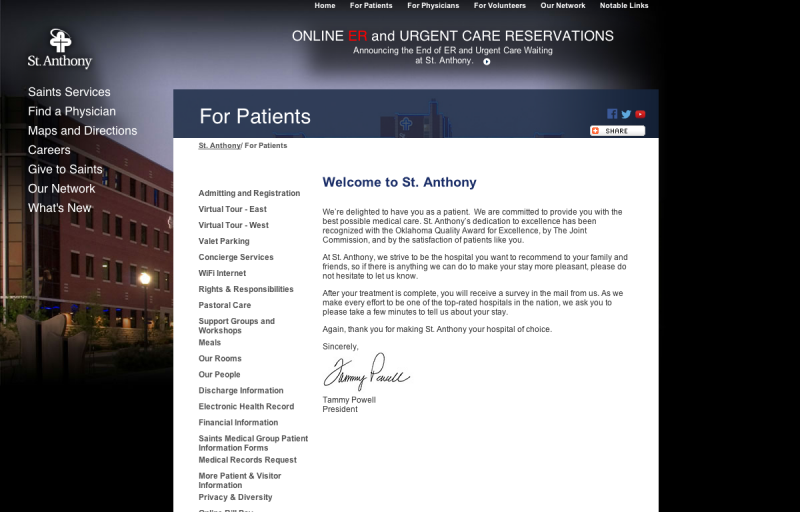 Home For Patients For Physicians For Volunteers Our Network Notable Links
ONLINE ER and URGENT CARE RESERVATIONS
Announcing the End of ER and Urgent Care Waiting
at St. Anthony.
St. Anthony
Saints Services
Find a Physician
Maps and Directions
Careers
Give to Saints
Our Network
What's New
For Patients
SHARE
St. Anthony/ For Patients
Admitting and Registration
Virtual Tour - East
Virtual Tour - West
Valet Parking
Concierge Services
WiFi Internet
Rights & Responsibilities
Pastoral Care
Support Groups and
Workshops
Meals
Our Rooms
Our People
Discharge Information
Electronic Health Record
Financial Information
Saints Medical Group Patient
Information Forms
Medical Records Request
More Patient & Visitor
Information
Privacy & Diversity
Online Bill Pay
Welcome to St. Anthony
We're delighted to have you as a patient. We are committed to provide you with the
best possible medical care. St. Anthony's dedication to excellence has been
recognized with the Oklahoma Quality Award for Excellence, by The Joint
Commission, and by the satisfaction of patients like you.
At St. Anthony, we strive to be the hospital you want to recommend to your family and
friends, so if there is anything we can do to make your stay more pleasant, please do
not hesitate to let us know.
After your treatment is complete, you will receive a survey in the mail from us. As we
make every effort to be one of the top-rated hospitals in the nation, we ask you to
please take a few minutes to tell us about your stay.
Again, thank you for making St. Anthony your hospital of choice.
Sincerely,
Tammy Powell
Tammy Powell
President